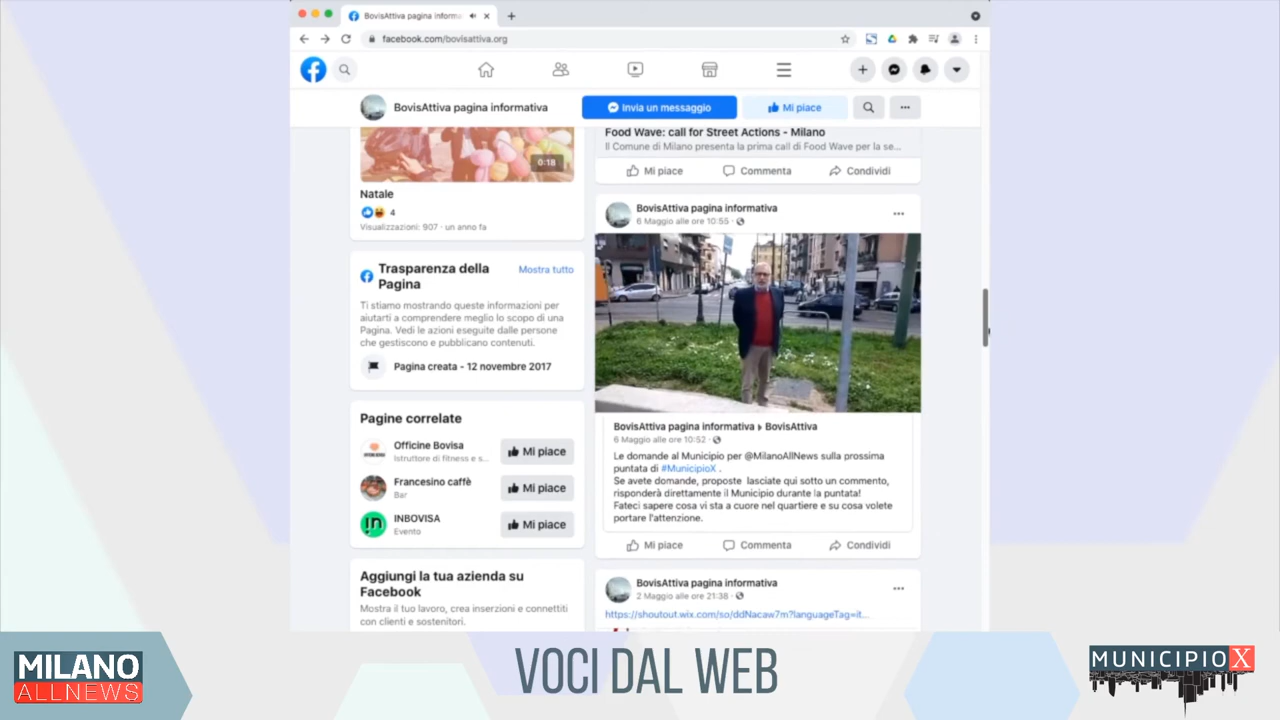 BovisAttiva pagina informa
facebook.com/bovisattiva.org
BovisAttiva pagina informativa
Invia un messaggio
Mi piace
0:18
Natale
4
Visualizzazioni: 907 · un anno fa
Trasparenza della
Pagina
Mostra tutto
Ti stiamo mostrando queste informazioni per
aiutarti a comprendere meglio lo scopo di una
Pagina. Vedi le azioni eseguite dalle persone
che gestiscono e pubblicano contenuti.
Pagina creata - 12 novembre 2017
Pagine correlate
Officine Bovisa
Istruttore di fitness e s...
Mi piace
Francesino caffè
Bar
Mi piace
INBOVISA
Evento
Mi piace
Aggiungi la tua azienda su
Facebook
Mostra il tuo lavoro, crea inserzioni e connettiti
con clienti e sostenitori.
Food Wave: call for Street Actions - Milano
Il Comune di Milano presenta la prima call di Food Wave per la se...
Mi piace Commenta Condividi
BovisAttiva pagina informativa
6 Maggio alle ore 10:55 ·
BovisAttiva pagina informativa BovisAttiva
6 Maggio alle ore 10:52 ·
Le domande al Municipio per @MilanoAllNews sulla prossima
puntata di #MunicipioX .
Se avete domande, proposte lasciate qui sotto un commento,
risponderà direttamente il Municipio durante la puntata!
Fateci sapere cosa vi sta a cuore nel quartiere e su cosa volete
portare l'attenzione.
Mi piace Commenta Condividi
BovisAttiva pagina informativa
2 Maggio alle ore 21:38 ·
https://shoutout.wix.com/so/ddNacaw7m?languageTag=it...
MILANO
ALLNEWS
VOCI DAL WEB
MUNICIPIO X